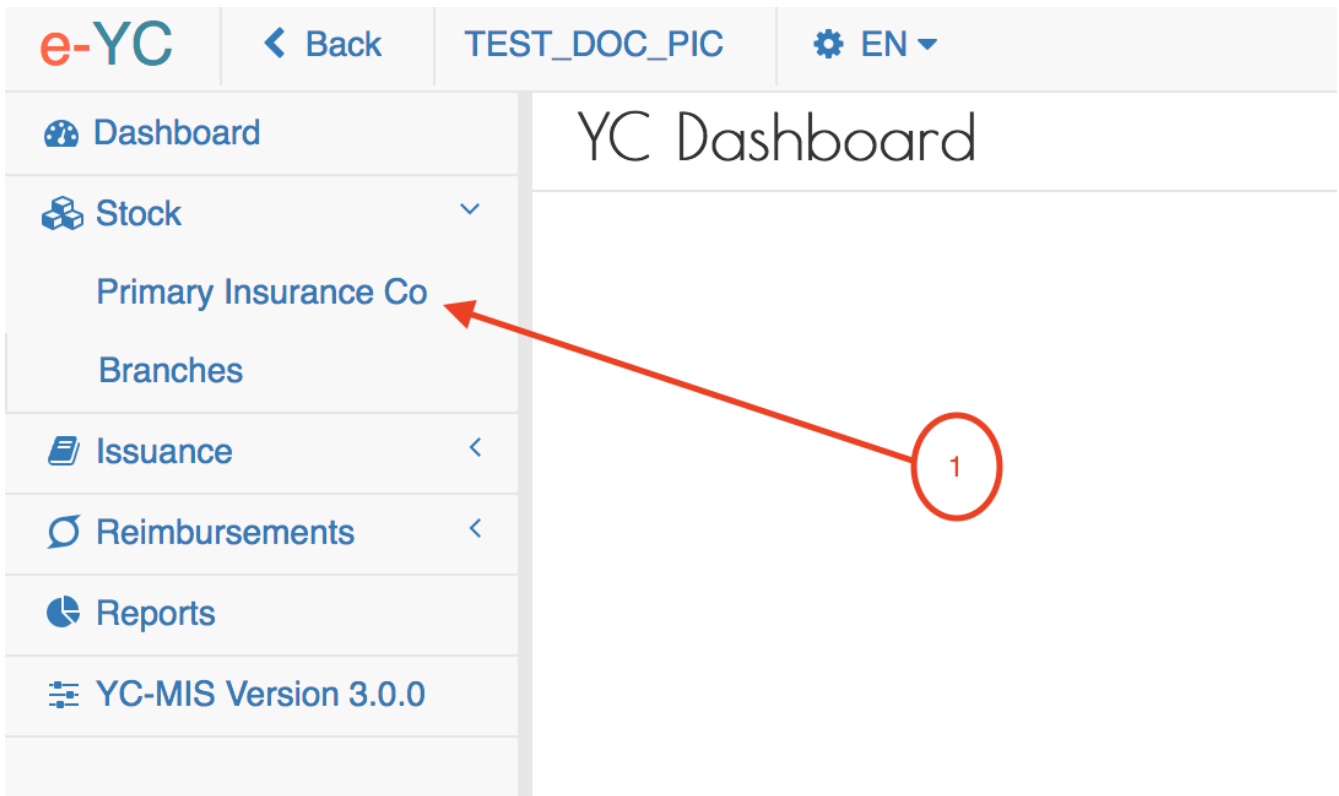 e-YC Back TEST_DOC_PIC EN
Dashboard
YC Dashboard
Stock
Primary Insurance Co
Branches
Issuance
1
Reimbursements
Reports
YC-MIS Version 3.0.0